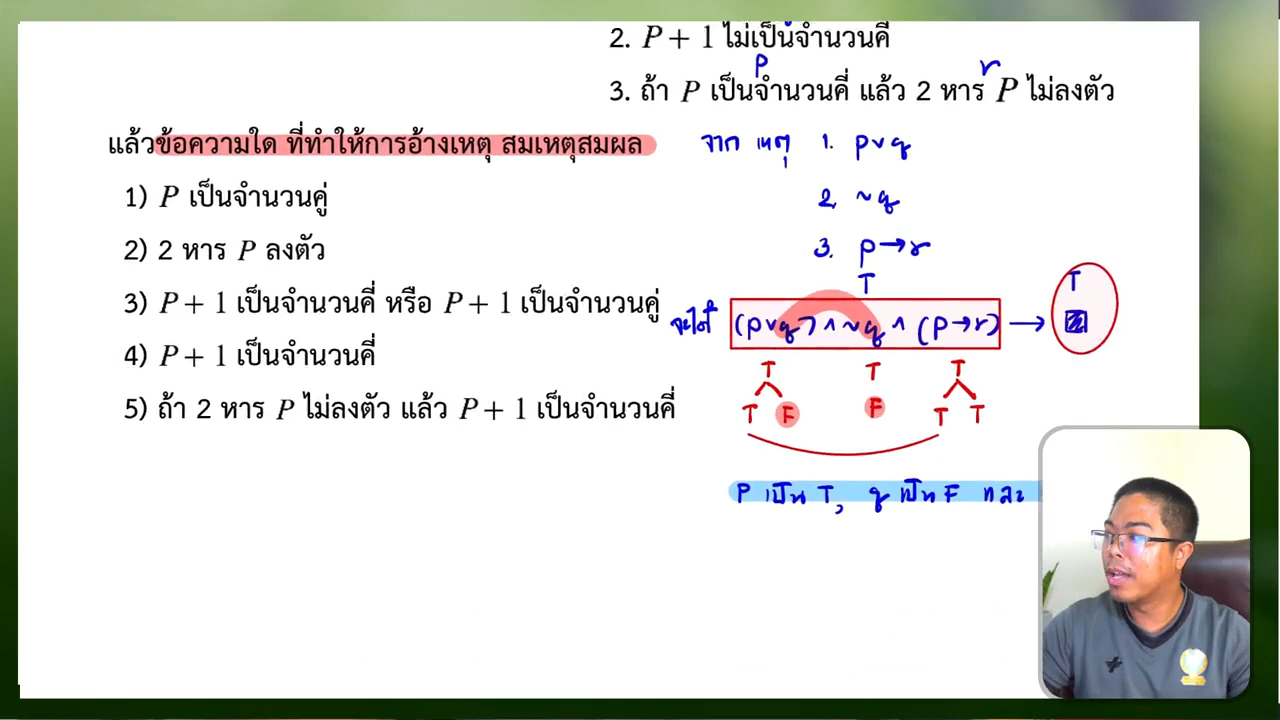 2. P + 1 ไม่เป็นจำนวนคี่
p r
3. ถ้า P เป็นจำนวนคี่ แล้ว 2 หาร P ไม่ลงตัว
แล้วข้อความใด ที่ทำให้การอ้างเหตุ สมเหตุสมผล
1) P เป็นจำนวนคู่
2) 2 หาร P ลงตัว
3) P + 1 เป็นจำนวนคี่ หรือ P + 1 เป็นจำนวนคู่
4) P + 1 เป็นจำนวนคี่
5) ถ้า 2 หาร P ไม่ลงตัว แล้ว P + 1 เป็นจำนวนคี่
จาก เหตุ 1. p∨q
2. ~q
3. p→r
T T
จะได้ (p∨q)∧~q∧(p→r) →
T T T
T F F T T
P เป็น T, q เป็น F และ